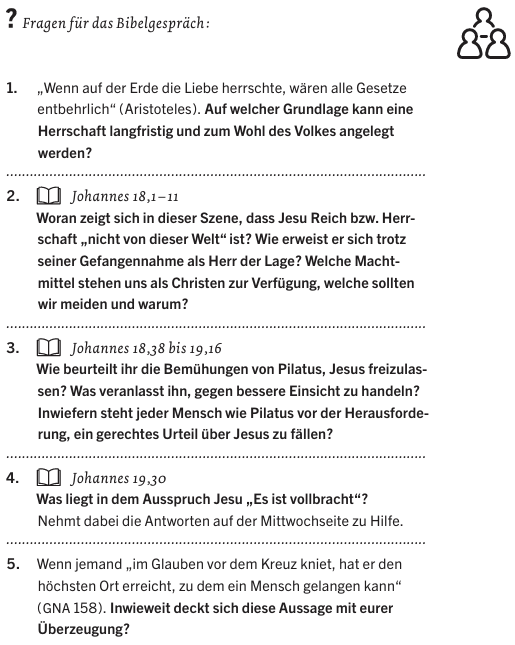 ? Fragen für das Bibelgespräch:
1. „Wenn auf der Erde die Liebe herrschte, wären alle Gesetze
entbehrlich“ (Aristoteles). Auf welcher Grundlage kann eine
Herrschaft langfristig und zum Wohl des Volkes angelegt
werden?
2. Johannes 18,1–11
Woran zeigt sich in dieser Szene, dass Jesu Reich bzw. Herr-
schaft „nicht von dieser Welt“ ist? Wie erweist er sich trotz
seiner Gefangennahme als Herr der Lage? Welche Macht-
mittel stehen uns als Christen zur Verfügung, welche sollten
wir meiden und warum?
3. Johannes 18,38 bis 19,16
Wie beurteilt ihr die Bemühungen von Pilatus, Jesus freizulas-
sen? Was veranlasst ihn, gegen bessere Einsicht zu handeln?
Inwiefern steht jeder Mensch wie Pilatus vor der Herausforde-
rung, ein gerechtes Urteil über Jesus zu fällen?
4. Johannes 19,30
Was liegt in dem Ausspruch Jesu „Es ist vollbracht“?
Nehmt dabei die Antworten auf der Mittwochseite zu Hilfe.
5. Wenn jemand „im Glauben vor dem Kreuz kniet, hat er den
höchsten Ort erreicht, zu dem ein Mensch gelangen kann“
(GNA 158). Inwieweit deckt sich diese Aussage mit eurer
Überzeugung?